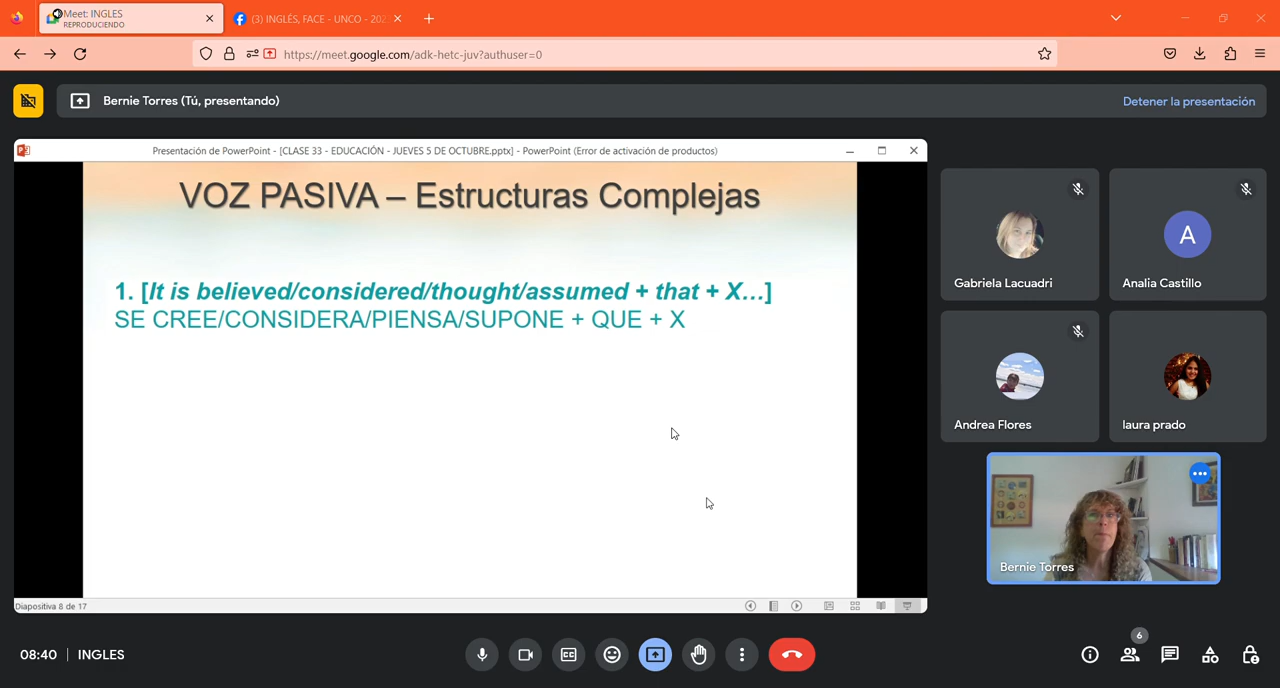 Meet: INGLES
REPRODUCIENDO
(3) INGLÉS, FACE - UNCO - 202
https://meet.google.com/adk-hetc-juv?authuser=0
Bernie Torres (Tú, presentando)
Detener la presentación
Presentación de PowerPoint - [CLASE 33 - EDUCACIÓN - JUEVES 5 DE OCTUBRE.pptx] - PowerPoint (Error de activación de productos)
VOZ PASIVA – Estructuras Complejas
1. [It is believed/considered/thought/assumed + that + X…]
SE CREE/CONSIDERA/PIENSA/SUPONE + QUE + X
Diapositiva 8 de 17
Gabriela Lacuadri
A
Analia Castillo
Andrea Flores
laura prado
Bernie Torres
08:40 | INGLES
6